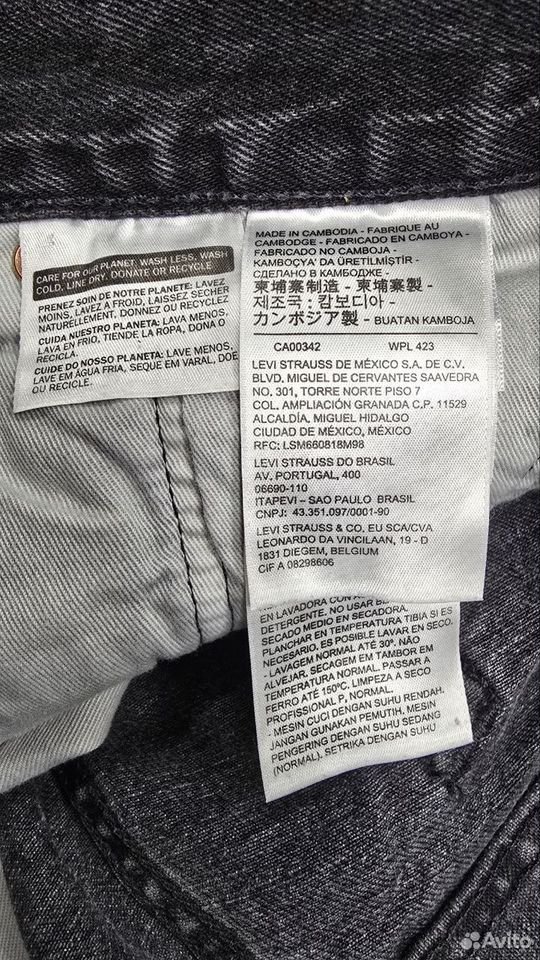 CARE FOR OUR PLANET: WASH LESS, WASH
COLD, LINE DRY, DONATE OR RECYCLE
PRENEZ SOIN DE NOTRE PLANETE: LAVEZ
MOINS, LAVEZ A FROID, LAISSEZ SECHER
NATURELLEMENT, DONNEZ OU RECYCLEZ
CUIDA NUESTRO PLANETA: LAVA MENOS,
LAVA EN FRIO, TIENDE LA ROPA, DONA O
RECICLA.
CUIDE DO NOSSO PLANETA: LAVE MENOS,
LAVE EM ÁGUA FRIA, SEQUE EM VARAL, DOE
OU RECICLE.
MADE IN CAMBODIA - FABRIQUE AU
CAMBODGE - FABRICADO EN CAMBOYA -
FABRICADO NO CAMBOJA -
KAMBOÇYA'DA ÜRETİLMİŞTİR -
СДЕЛАНО В КАМБОДЖЕ -
柬埔寨制造 - 柬埔寨製 -
제조국 : 캄보디아 -
カンボジア製 - BUATAN KAMBOJA
CA00342 WPL 423
LEVI STRAUSS DE MÉXICO S.A. DE C.V.
BLVD. MIGUEL DE CERVANTES SAAVEDRA
NO. 301, TORRE NORTE PISO 7
COL. AMPLIACIÓN GRANADA C.P. 11529
ALCALDÍA, MIGUEL HIDALGO
CIUDAD DE MÉXICO, MÉXICO
RFC: LSM660818M98
LEVI STRAUSS DO BRASIL
AV. PORTUGAL, 400
06690-110
ITAPEVI – SAO PAULO BRASIL
CNPJ: 43.351.097/0001-90
LEVI STRAUSS & CO. EU SCA/CVA
LEONARDO DA VINCILAAN, 19 - D
1831 DIEGEM, BELGIUM
CiF A 08298606
EN LAVADORA CON
DETERGENTE. NO USAR
SECADO MEDIO EN SECADORA.
PLANCHAR EN TEMPERATURA TIBIA SI ES
NECESARIO. ES POSIBLE LAVAR EN SECO.
- LAVAGEM NORMAL ATÉ 30º. NÃO
ALVEJAR. SECAGEM EM TAMBOR EM
TEMPERATURA NORMAL. PASSAR A
FERRO ATÉ 150ºC. LIMPEZA A SECO
PROFISSIONAL P, NORMAL.
- MESIN CUCI DENGAN SUHU RENDAH.
JANGAN GUNAKAN PEMUTIH. MESIN
PENGERING DENGAN SUHU SEDANG
(NORMAL). SETRIKA DENGAN SUHU
Avito